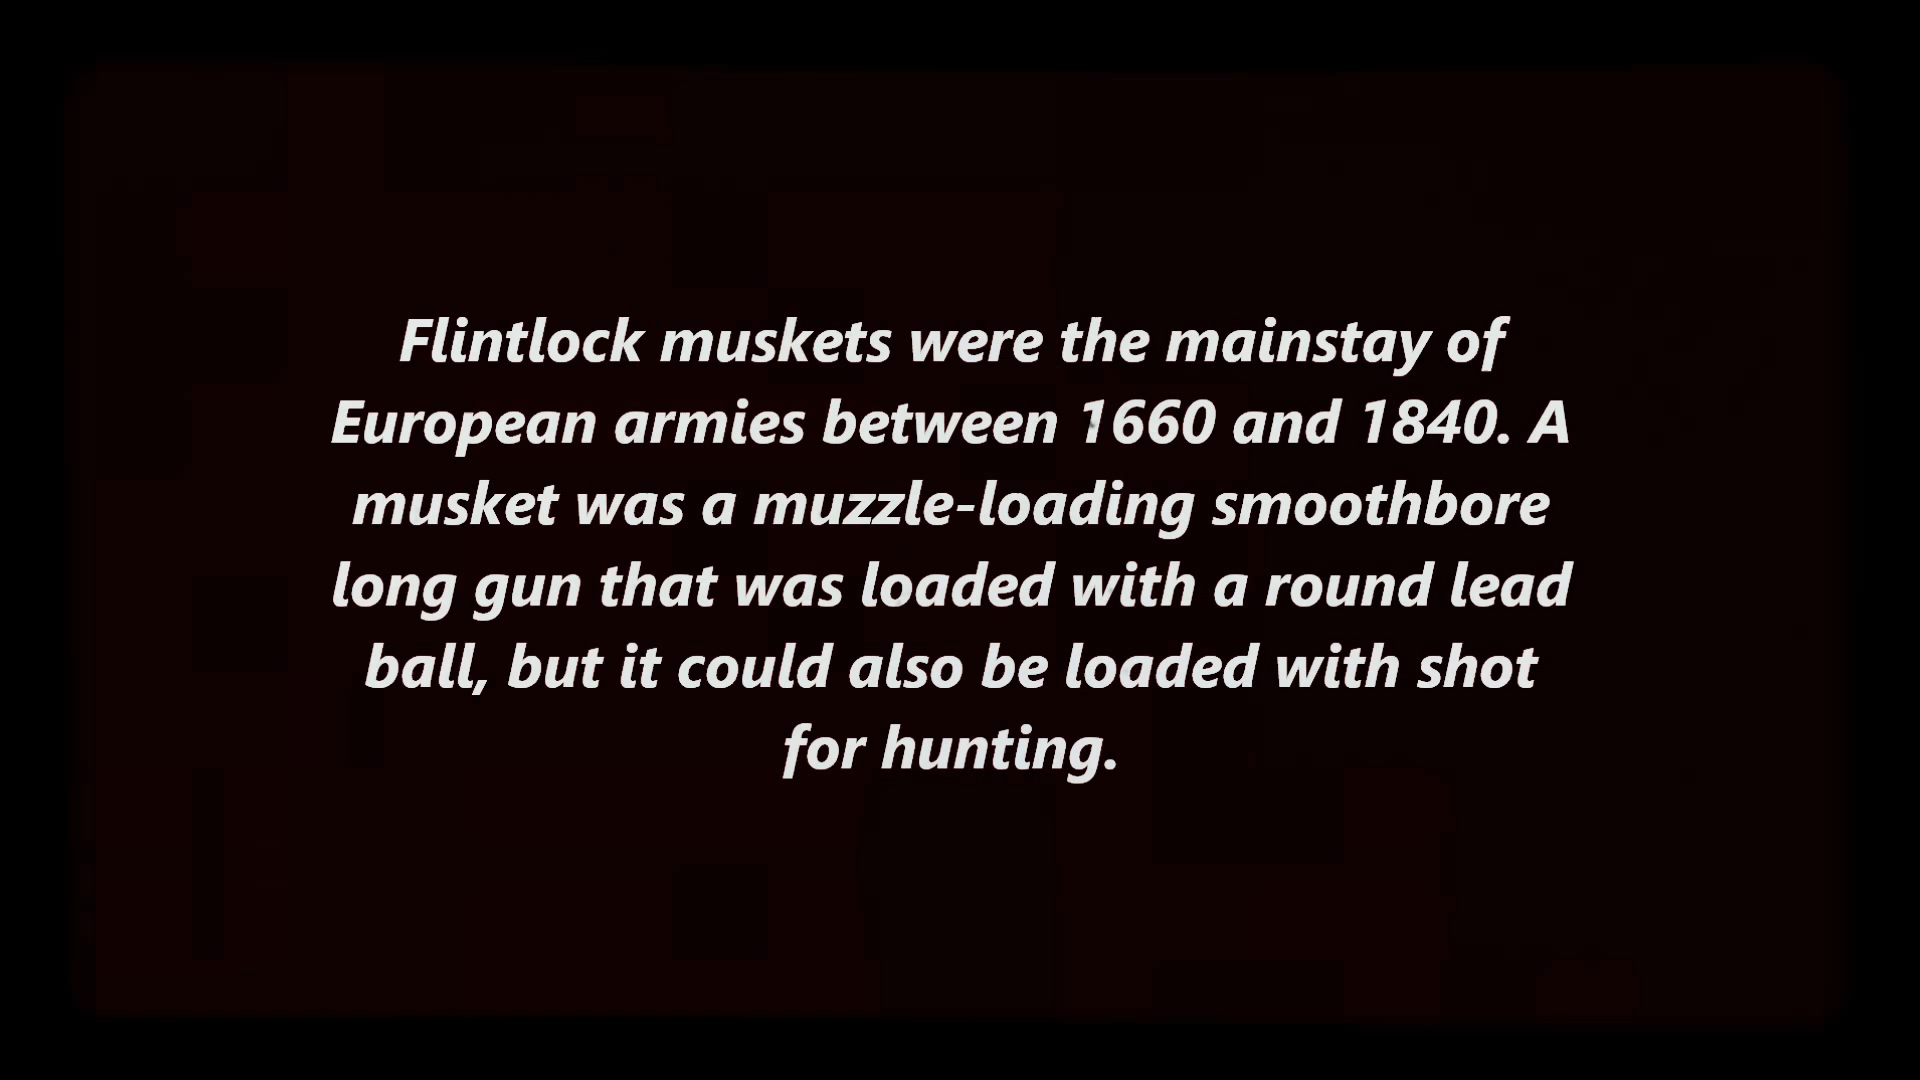 Flintlock muskets were the mainstay of
European armies between 1660 and 1840. A
musket was a muzzle-loading smoothbore
long gun that was loaded with a round lead
ball, but it could also be loaded with shot
for hunting.